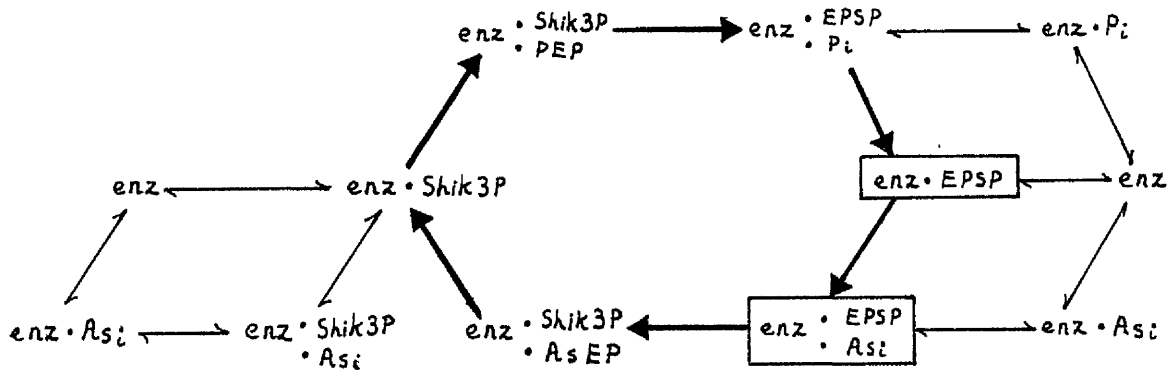 enz · Shik3P · PEP
enz · EPSP · Pi
enz · Pi
enz
enz · Shik3P
enz · EPSP
enz
enz · Asi
enz · Shik3P · Asi
enz · Shik3P · AsEP
enz · EPSP · Asi
enz · Asi